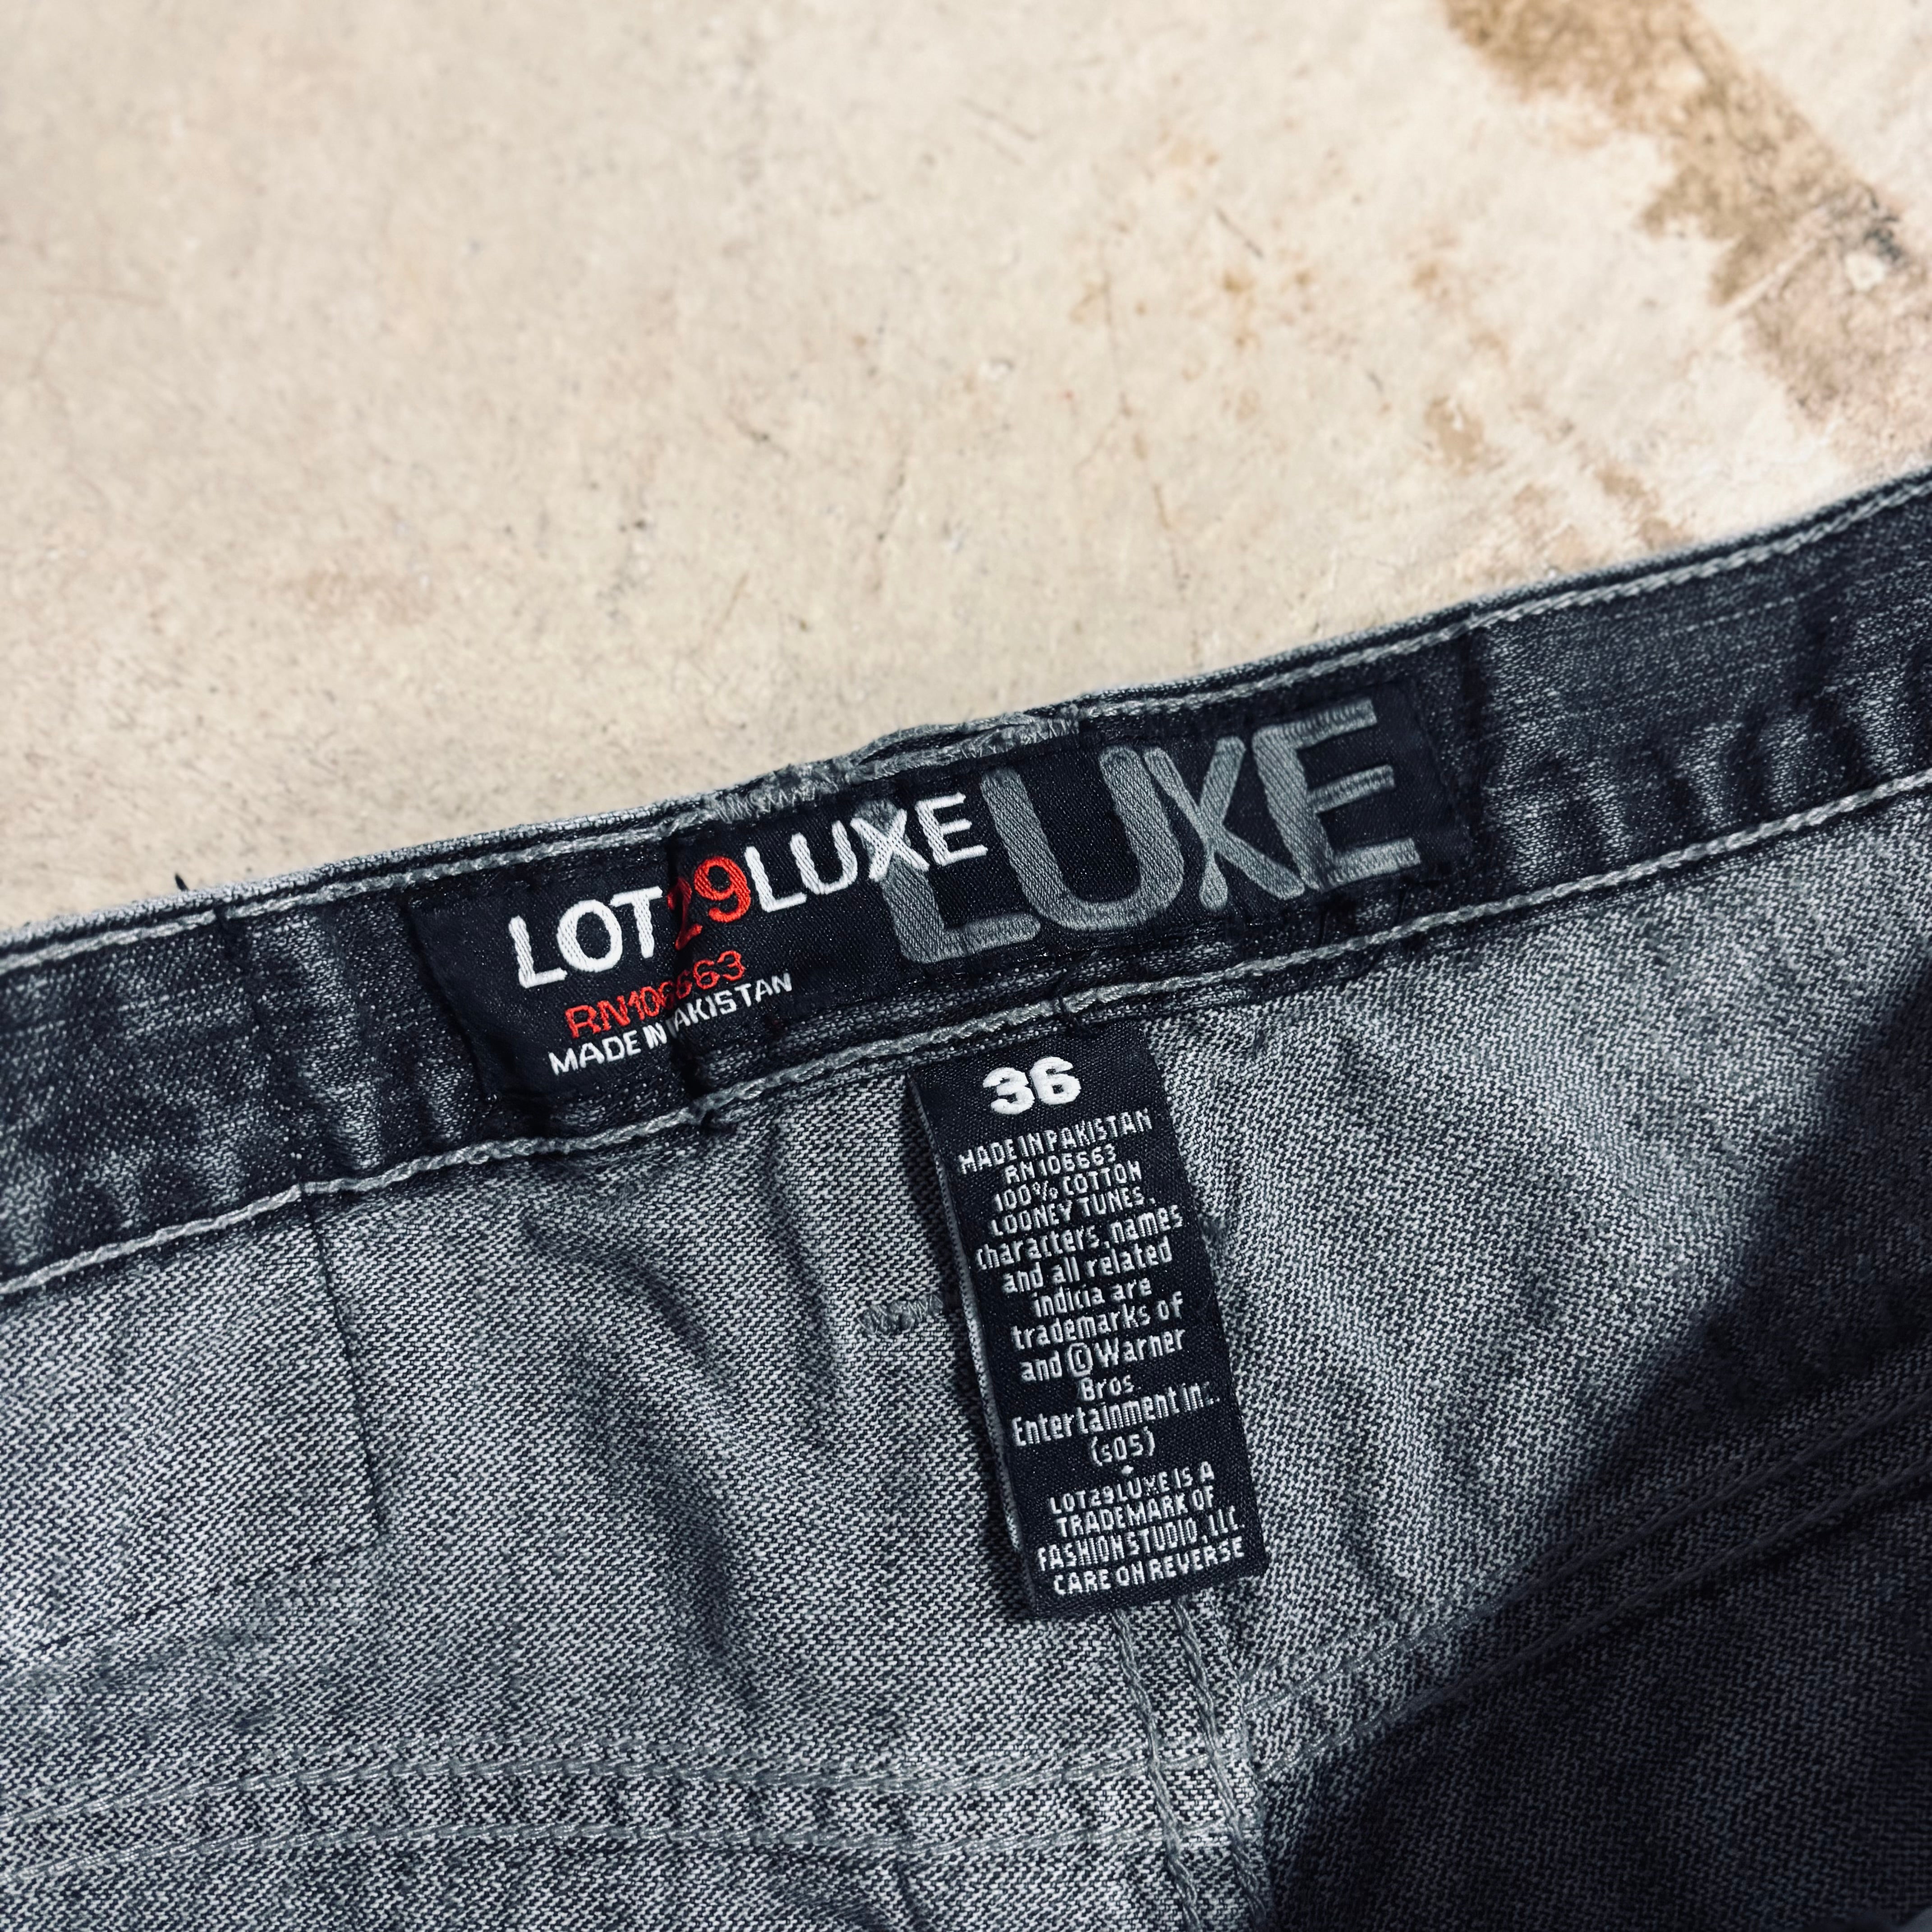 LOT29LUXE
LUXE
RN106663
MADE IN PAKISTAN
36
MADE IN PAKISTAN
RN 106663
100% COTTON
LOONEY TUNES,
characters, names
and all related
indicia are
trademarks of
and © Warner
Bros
Entertainment Inc.
(s05)
LOT29LUXE IS A
TRADEMARK OF
FASHION STUDIO, LLC
CARE ON REVERSE